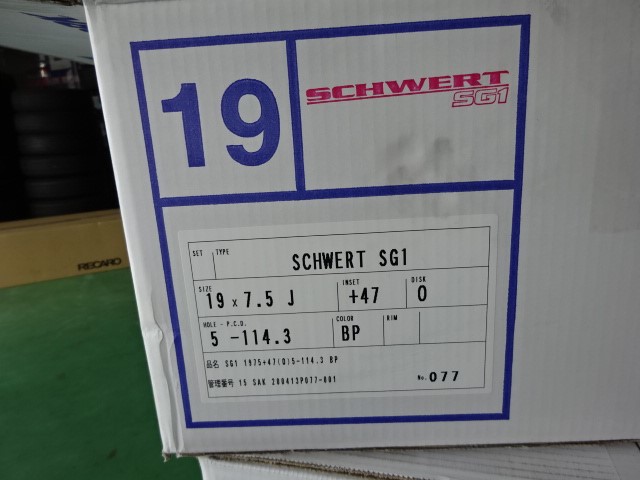 19
SCHWERT
SG1
SET TYPE
SCHWERT SG1
SIZE INSET DISK
19 x 7.5 J +47 0
HOLE - P.C.D. COLOR RIM
5 -114.3 BP
品名 SG1 1975+47(0)5-114.3 BP
管理番号 15 SAK 200413P077-001
No. 077
RECARO